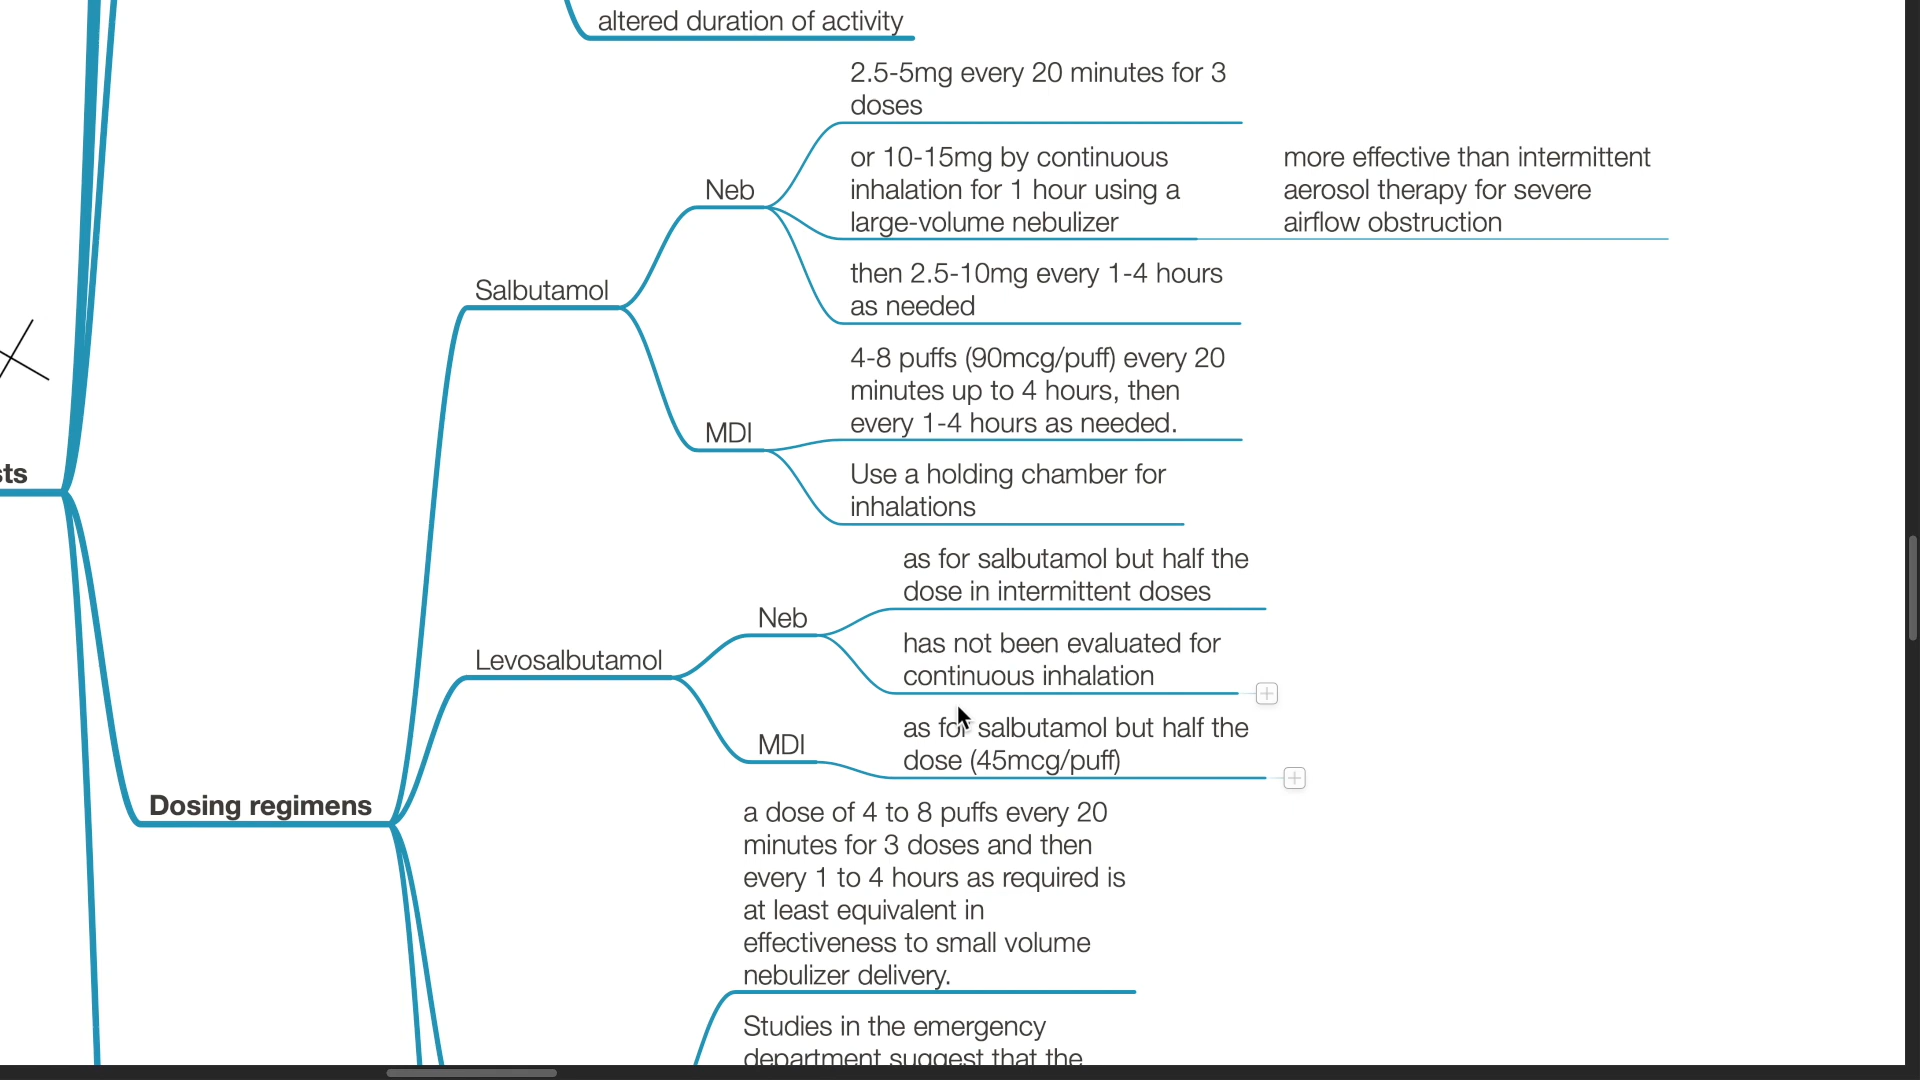 altered duration of activity
2.5-5mg every 20 minutes for 3
doses
or 10-15mg by continuous
inhalation for 1 hour using a
large-volume nebulizer
more effective than intermittent
aerosol therapy for severe
airflow obstruction
Neb
then 2.5-10mg every 1-4 hours
as needed
Salbutamol
4-8 puffs (90mcg/puff) every 20
minutes up to 4 hours, then
every 1-4 hours as needed.
MDI
Use a holding chamber for
inhalations
sts
as for salbutamol but half the
dose in intermittent doses
Neb
has not been evaluated for
continuous inhalation
Levosalbutamol
as for salbutamol but half the
dose (45mcg/puff)
MDI
Dosing regimens
a dose of 4 to 8 puffs every 20
minutes for 3 doses and then
every 1 to 4 hours as required is
at least equivalent in
effectiveness to small volume
nebulizer delivery.
Studies in the emergency
department suggest that the